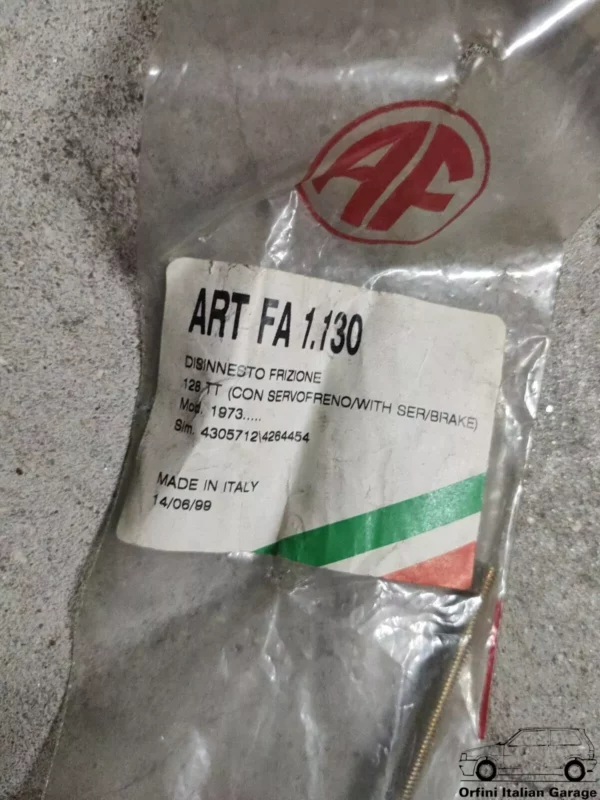 AF
ART FA 1.130
DISINNESTO FRIZIONE
128 TT (CON SERVOFRENO/WITH SER/BRAKE)
Mod. 1973.....
Sim. 4305712\4264454
MADE IN ITALY
14/06/99
Orfini Italian Garage